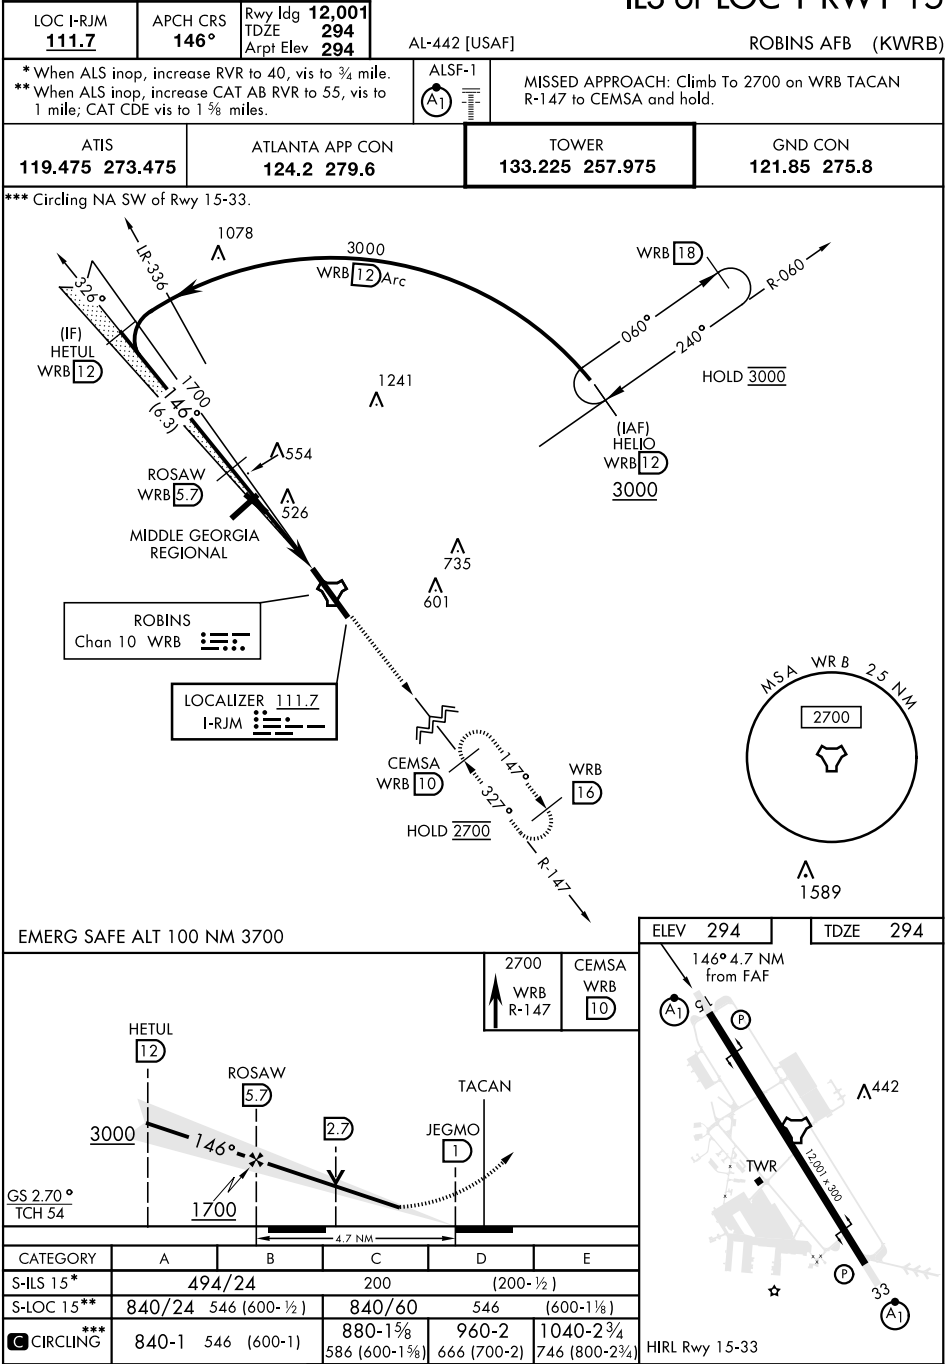 ROBINS AFB (KWRB)
AL-442 [USAF]
LOC I-RJM
111.7
APCH CRS
146°
Rwy ldg 12,001
TDZE 294
Arpt Elev 294
* When ALS inop, increase RVR to 40, vis to ¾ mile.
** When ALS inop, increase CAT AB RVR to 55, vis to
1 mile; CAT CDE vis to 1 ⅝ miles.
ALSF-1
A1
MISSED APPROACH: Climb To 2700 on WRB TACAN
R-147 to CEMSA and hold.
ATIS
119.475 273.475
ATLANTA APP CON
124.2 279.6
TOWER
133.225 257.975
GND CON
121.85 275.8
*** Circling NA SW of Rwy 15-33.
1078
LR-336
326°
3000
WRB 12 Arc
WRB 18
R-060
060°
240°
HOLD 3000
(IF)
HETUL
WRB 12
1700
146°
(6.3)
1241
(IAF)
HELIO
WRB 12
3000
554
ROSAW
WRB 5.7
526
MIDDLE GEORGIA
REGIONAL
735
601
ROBINS
Chan 10 WRB
LOCALIZER 111.7
I-RJM
MSA WRB 25 NM
2700
CEMSA
WRB 10
147°
327°
WRB
16
HOLD 2700
R-147
1589
EMERG SAFE ALT 100 NM 3700
ELEV 294
TDZE 294
146° 4.7 NM
from FAF
A1
15
P
442
12,001 x 300
TWR
P
33
A1
HIRL Rwy 15-33
2700
WRB
R-147
CEMSA
WRB
10
HETUL
12
ROSAW
5.7
2.7
TACAN
JEGMO
1
3000
146°
1700
GS 2.70°
TCH 54
4.7 NM
CATEGORY A B C D E
S-ILS 15* 494/24 200 (200-½)
S-LOC 15** 840/24 546 (600-½) 840/60 546 (600-1⅛)
C CIRCLING *** 840-1 546 (600-1) 880-1⅝ 586 (600-1⅝) 960-2 666 (700-2) 1040-2¾ 746 (800-2¾)